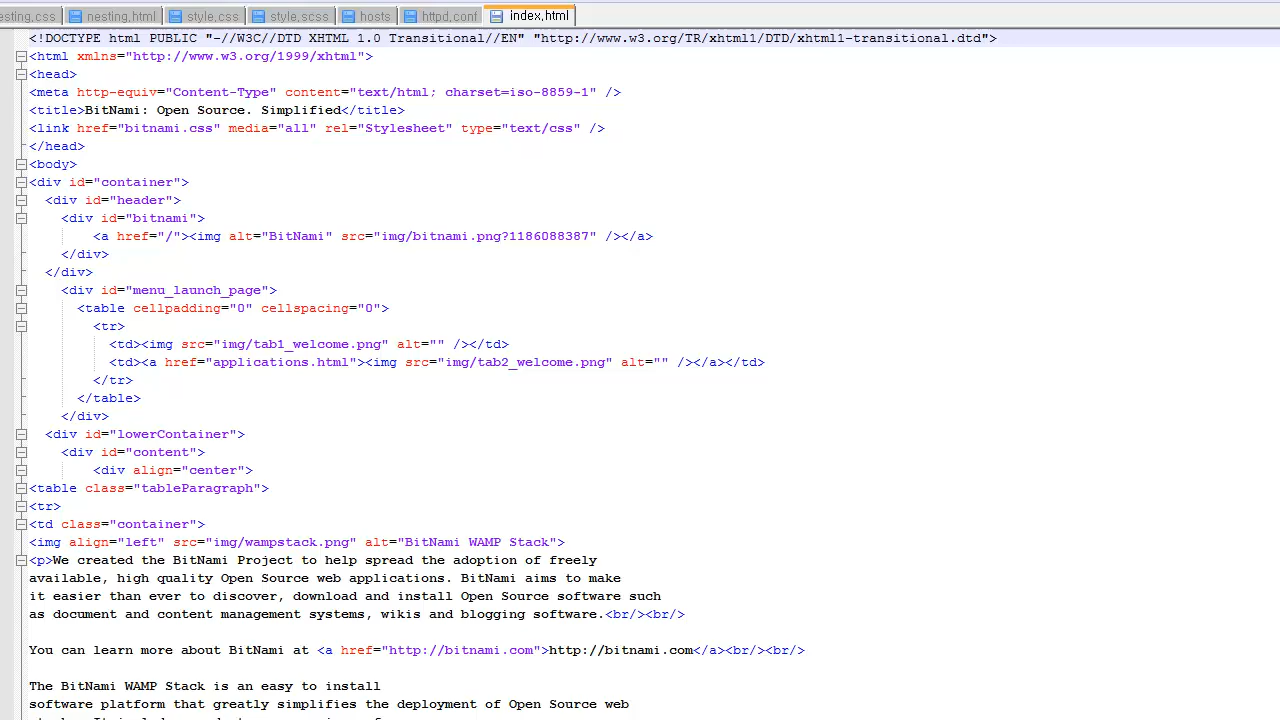 esting.css nesting.html style.css style.scss hosts httpd.conf index.html
<!DOCTYPE html PUBLIC "-//W3C//DTD XHTML 1.0 Transitional//EN" "http://www.w3.org/TR/xhtml1/DTD/xhtml1-transitional.dtd">
<html xmlns="http://www.w3.org/1999/xhtml">
<head>
<meta http-equiv="Content-Type" content="text/html; charset=iso-8859-1" />
<title>BitNami: Open Source. Simplified</title>
<link href="bitnami.css" media="all" rel="Stylesheet" type="text/css" />
</head>
<body>
<div id="container">
<div id="header">
<div id="bitnami">
<a href="/"><img alt="BitNami" src="img/bitnami.png?1186088387" /></a>
</div>
</div>
<div id="menu_launch_page">
<table cellpadding="0" cellspacing="0">
<tr>
<td><img src="img/tab1_welcome.png" alt="" /></td>
<td><a href="applications.html"><img src="img/tab2_welcome.png" alt="" /></a></td>
</tr>
</table>
</div>
<div id="lowerContainer">
<div id="content">
<div align="center">
<table class="tableParagraph">
<tr>
<td class="container">
<img align="left" src="img/wampstack.png" alt="BitNami WAMP Stack">
<p>We created the BitNami Project to help spread the adoption of freely
available, high quality Open Source web applications. BitNami aims to make
it easier than ever to discover, download and install Open Source software such
as document and content management systems, wikis and blogging software.<br/><br/>
You can learn more about BitNami at <a href="http://bitnami.com">http://bitnami.com</a><br/><br/>
The BitNami WAMP Stack is an easy to install
software platform that greatly simplifies the deployment of Open Source web